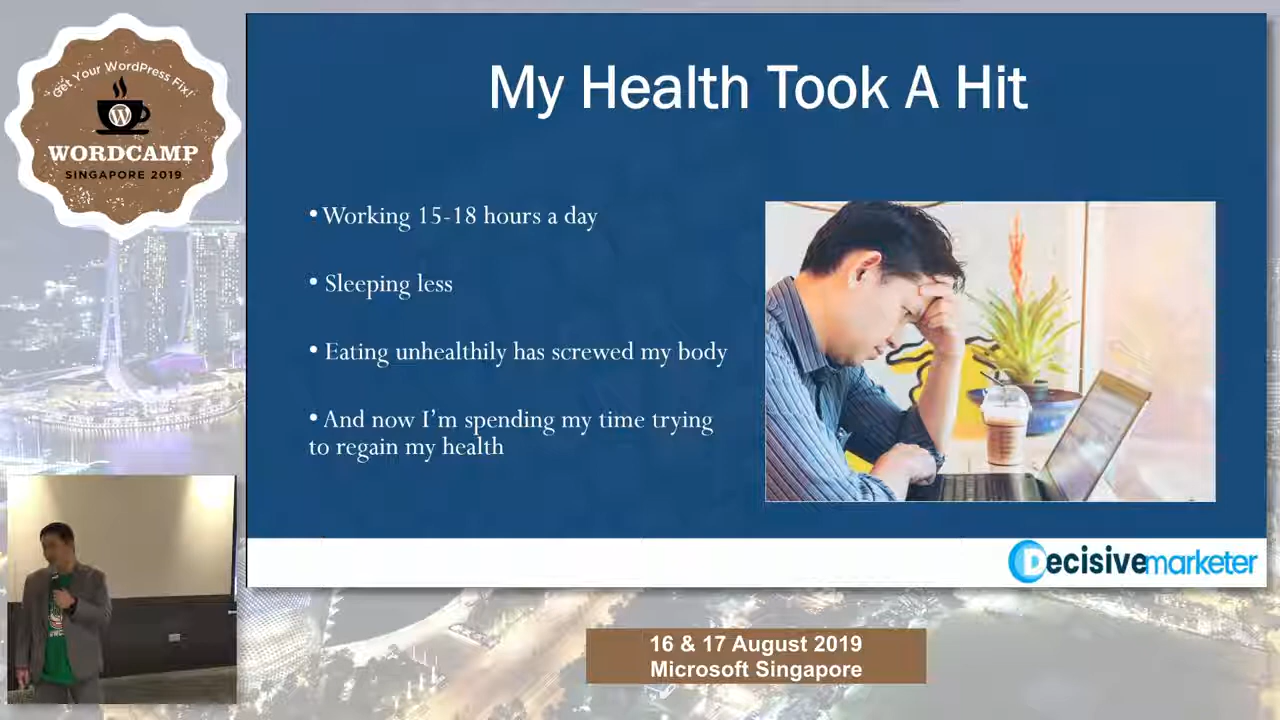 Get Your WordPress Fix!
WORDCAMP
SINGAPORE 2019
My Health Took A Hit
• Working 15-18 hours a day
• Sleeping less
• Eating unhealthily has screwed my body
• And now I'm spending my time trying
to regain my health
Decisivemarketer
16 & 17 August 2019
Microsoft Singapore